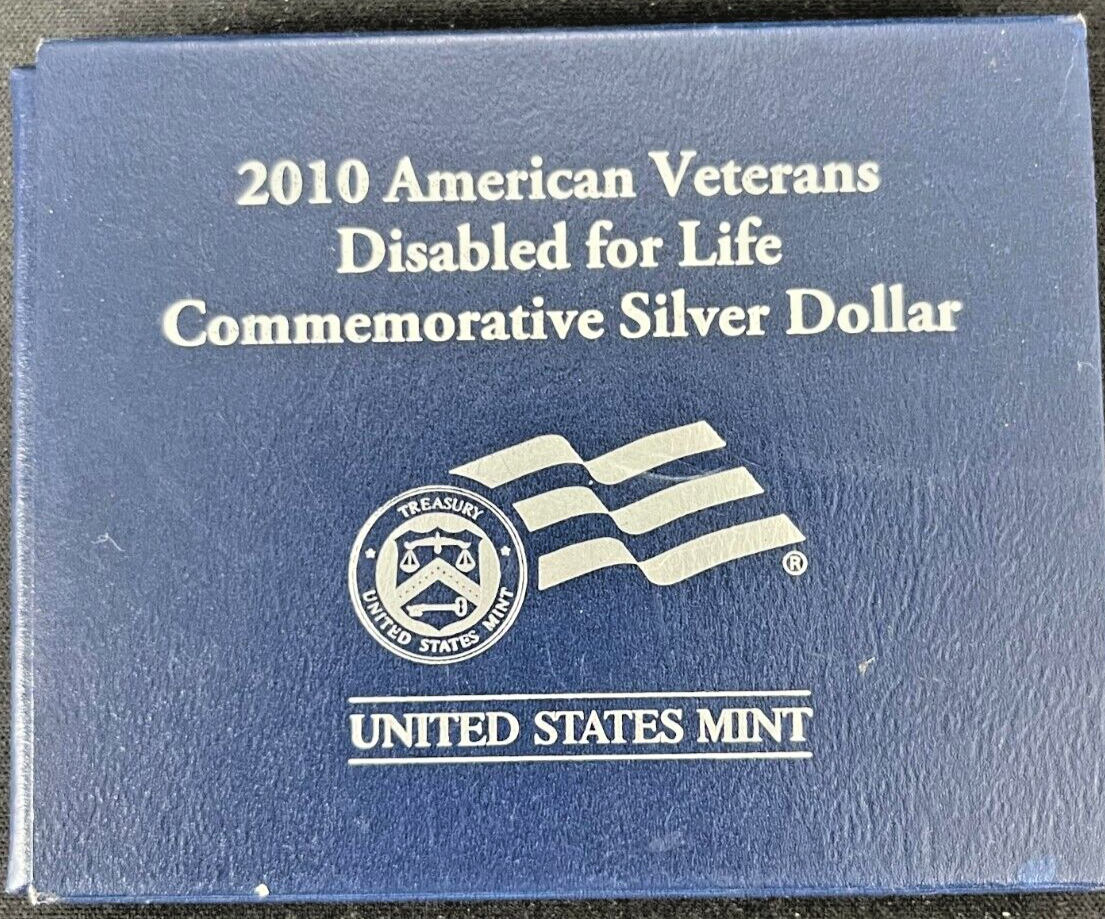 2010 American Veterans
Disabled for Life
Commemorative Silver Dollar
TREASURY
UNITED STATES MINT
®
UNITED STATES MINT